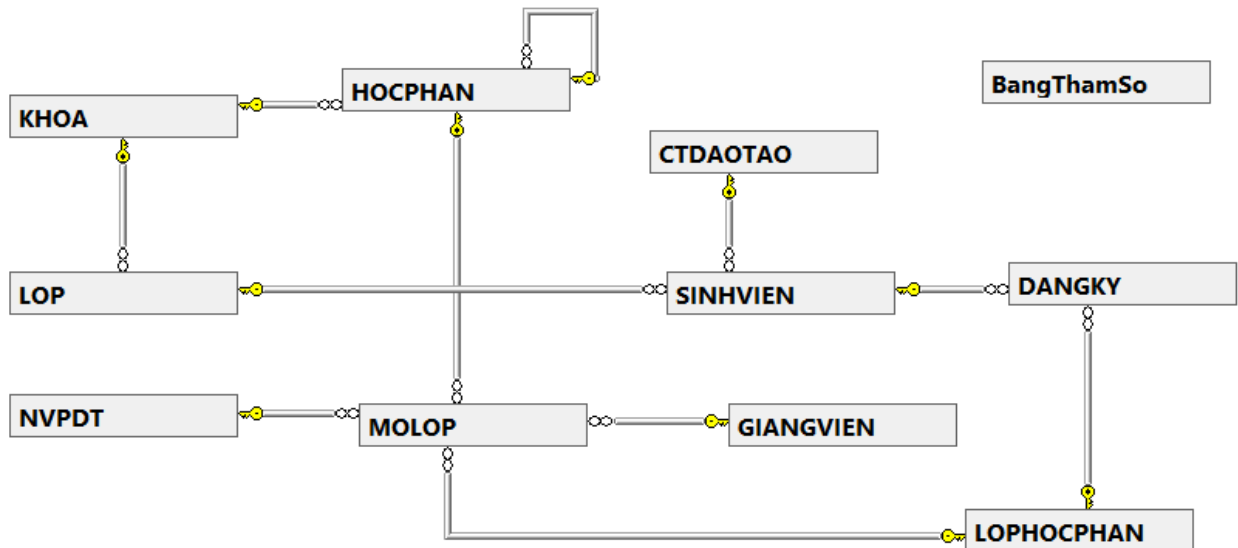 HOCPHAN
BangThamSo
KHOA
CTDAOTAO
LOP
SINHVIEN
DANGKY
NVPDT
MOLOP
GIANGVIEN
LOPHOCPHAN